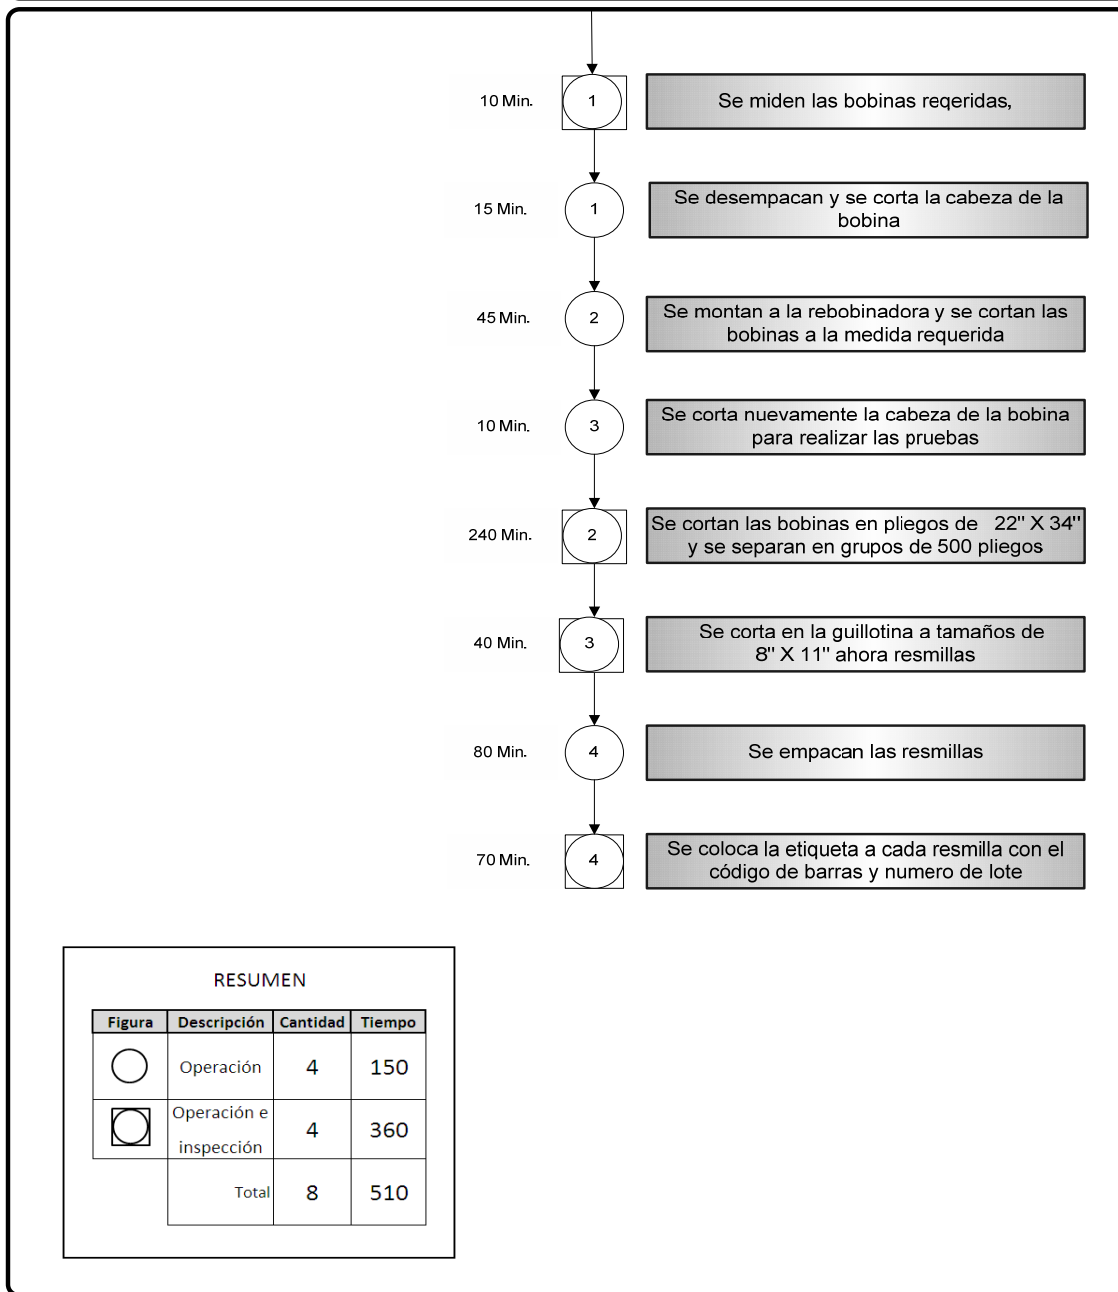 10 Min.
1
Se miden las bobinas reqeridas,
15 Min.
1
Se desempacan y se corta la cabeza de la
bobina
45 Min.
2
Se montan a la rebobinadora y se cortan las
bobinas a la medida requerida
10 Min.
3
Se corta nuevamente la cabeza de la bobina
para realizar las pruebas
240 Min.
2
Se cortan las bobinas en pliegos de 22" X 34"
y se separan en grupos de 500 pliegos
40 Min.
3
Se corta en la guillotina a tamaños de
8" X 11" ahora resmillas
80 Min.
4
Se empacan las resmillas
70 Min.
4
Se coloca la etiqueta a cada resmilla con el
código de barras y numero de lote
RESUMEN
Figura Descripción Cantidad Tiempo
Operación 4 150
Operación e
inspección 4 360
Total 8 510